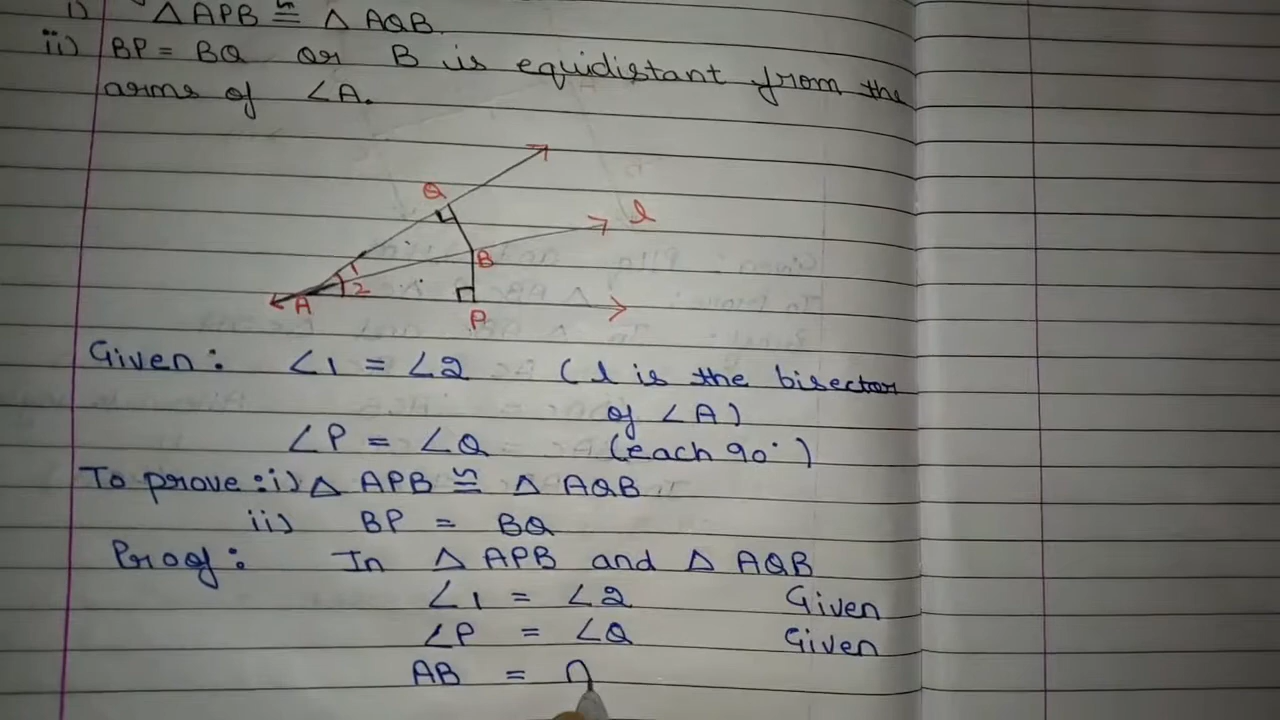 i) △ APB ≅ △ AQB
ii) BP = BQ or B is equidistant from the
arms of ∠A.
Q
l
B
1
2
A
P
Given : ∠1 = ∠2 (l is the bisector
of ∠A)
∠P = ∠Q (each 90°)
To prove : i) △ APB ≅ △ AQB
ii) BP = BQ
Proof : In △ APB and △ AQB
∠1 = ∠2 Given
∠P = ∠Q Given
AB =